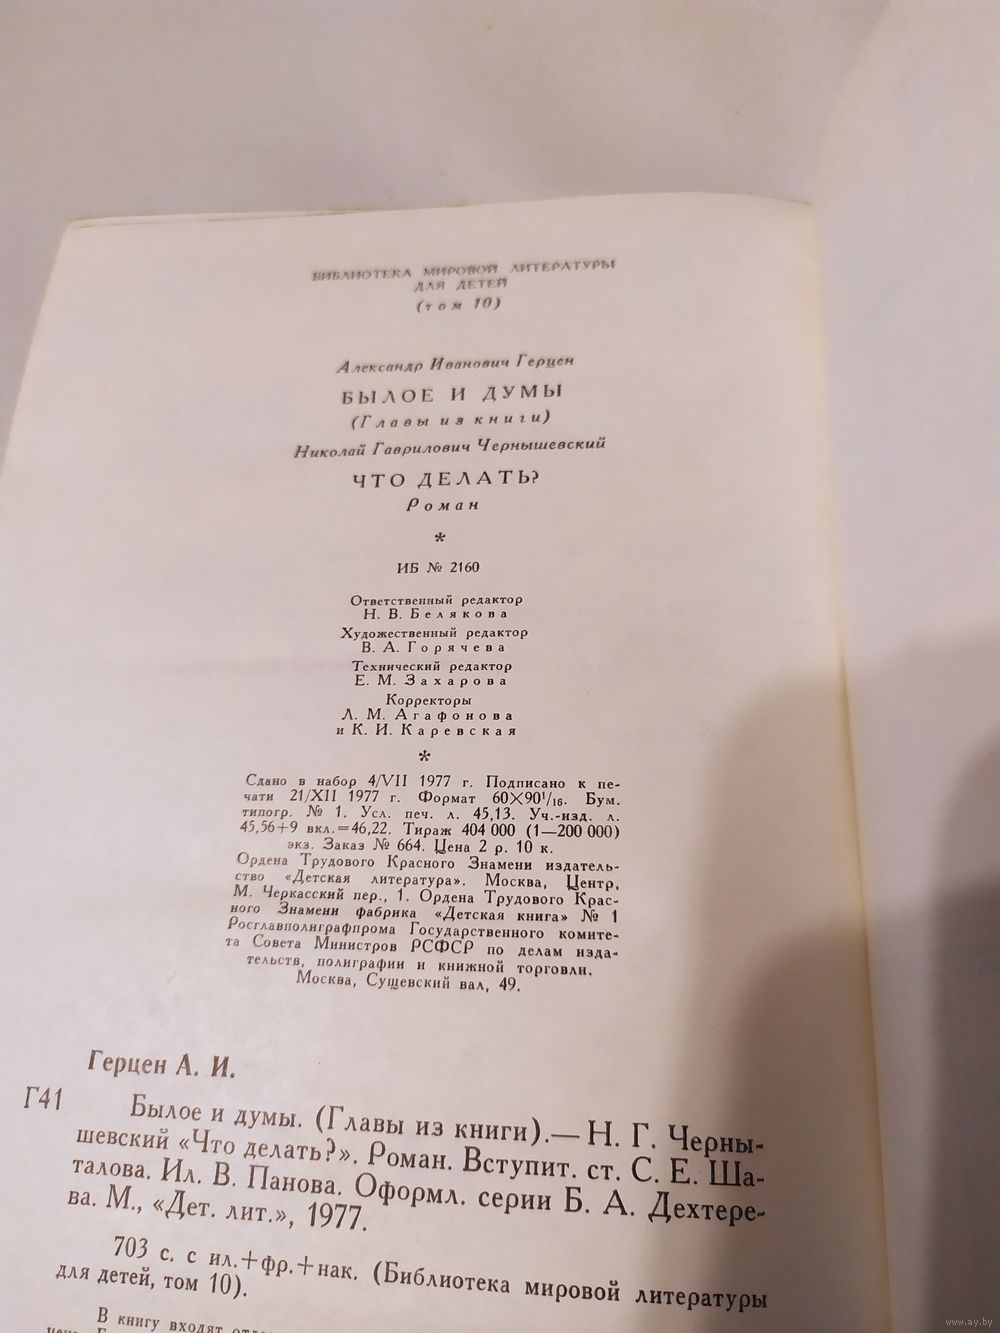 БИБЛИОТЕКА МИРОВОЙ ЛИТЕРАТУРЫ
ДЛЯ ДЕТЕЙ
(том 10)
Александр Иванович Герцен
БЫЛОЕ И ДУМЫ
(Главы из книги)
Николай Гаврилович Чернышевский
ЧТО ДЕЛАТЬ?
Роман
*
ИБ № 2160
Ответственный редактор
Н. В. Белякова
Художественный редактор
В. А. Горячева
Технический редактор
Е. М. Захарова
Корректоры
Л. М. Агафонова
и К. И. Каревская
*
Сдано в набор 4/VII 1977 г. Подписано к пе-
чати 21/XII 1977 г. Формат 60×90¹/₁₆. Бум.
типогр. № 1. Усл. печ. л. 45,13. Уч.-изд. л.
45,56+9 вкл.=46,22. Тираж 404 000 (1—200 000)
экз. Заказ № 664. Цена 2 р. 10 к.
Ордена Трудового Красного Знамени издатель-
ство «Детская литература». Москва, Центр,
М. Черкасский пер., 1. Ордена Трудового Крас-
ного Знамени фабрика «Детская книга» № 1
Росглавполиграфпрома Государственного комите-
та Совета Министров РСФСР по делам изда-
тельств, полиграфии и книжной торговли.
Москва, Сущевский вал, 49.
Герцен А. И.
Г41 Былое и думы. (Главы из книги).— Н. Г. Черны-
шевский «Что делать?». Роман. Вступит. ст. С. Е. Ша-
талова. Ил. В. Панова. Оформл. серии Б. А. Дехтере-
ва. М., «Дет. лит.», 1977.
703 с. с ил.+фр.+нак. (Библиотека мировой литературы
для детей, том 10).
В книгу входят
www.ay.by